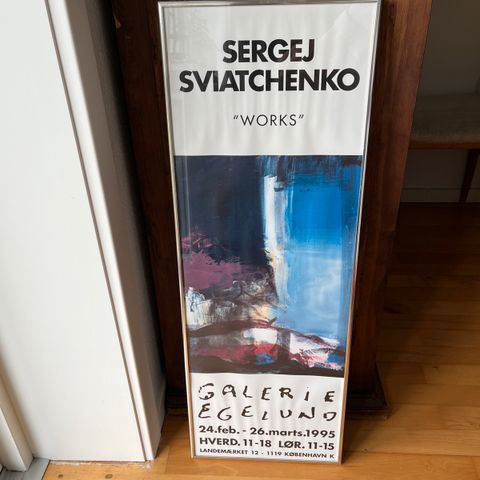 SERGEJ
SVIATCHENKO
"WORKS"
GALERIE
EGELUND
24.feb. - 26.marts.1995
HVERD. 11-18 LØR. 11-15
LANDEMÆRKET 12 - 1119 KØBENHAVN K